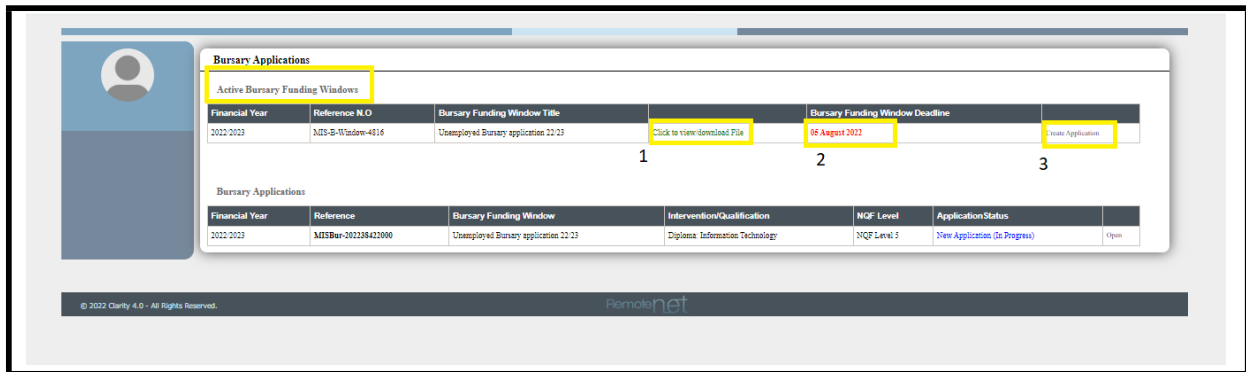 Bursary Applications
Active Bursary Funding Windows
Financial Year Reference N.O Bursary Funding Window Title Bursary Funding Window Deadline
2022/2023 MIS-B-Window-4816 Unemployed Bursary application 22/23 Click to view/download File 05 August 2022 Create Application
1 2 3
Bursary Applications
Financial Year Reference Bursary Funding Window Intervention/Qualification NQF Level Application Status
2022/2023 MISBur-202238422000 Unemployed Bursary application 22/23 Diploma: Information Technology NQF Level 5 New Application (In Progress) Open
© 2022 Clarity 4.0 - All Rights Reserved. Remotenet